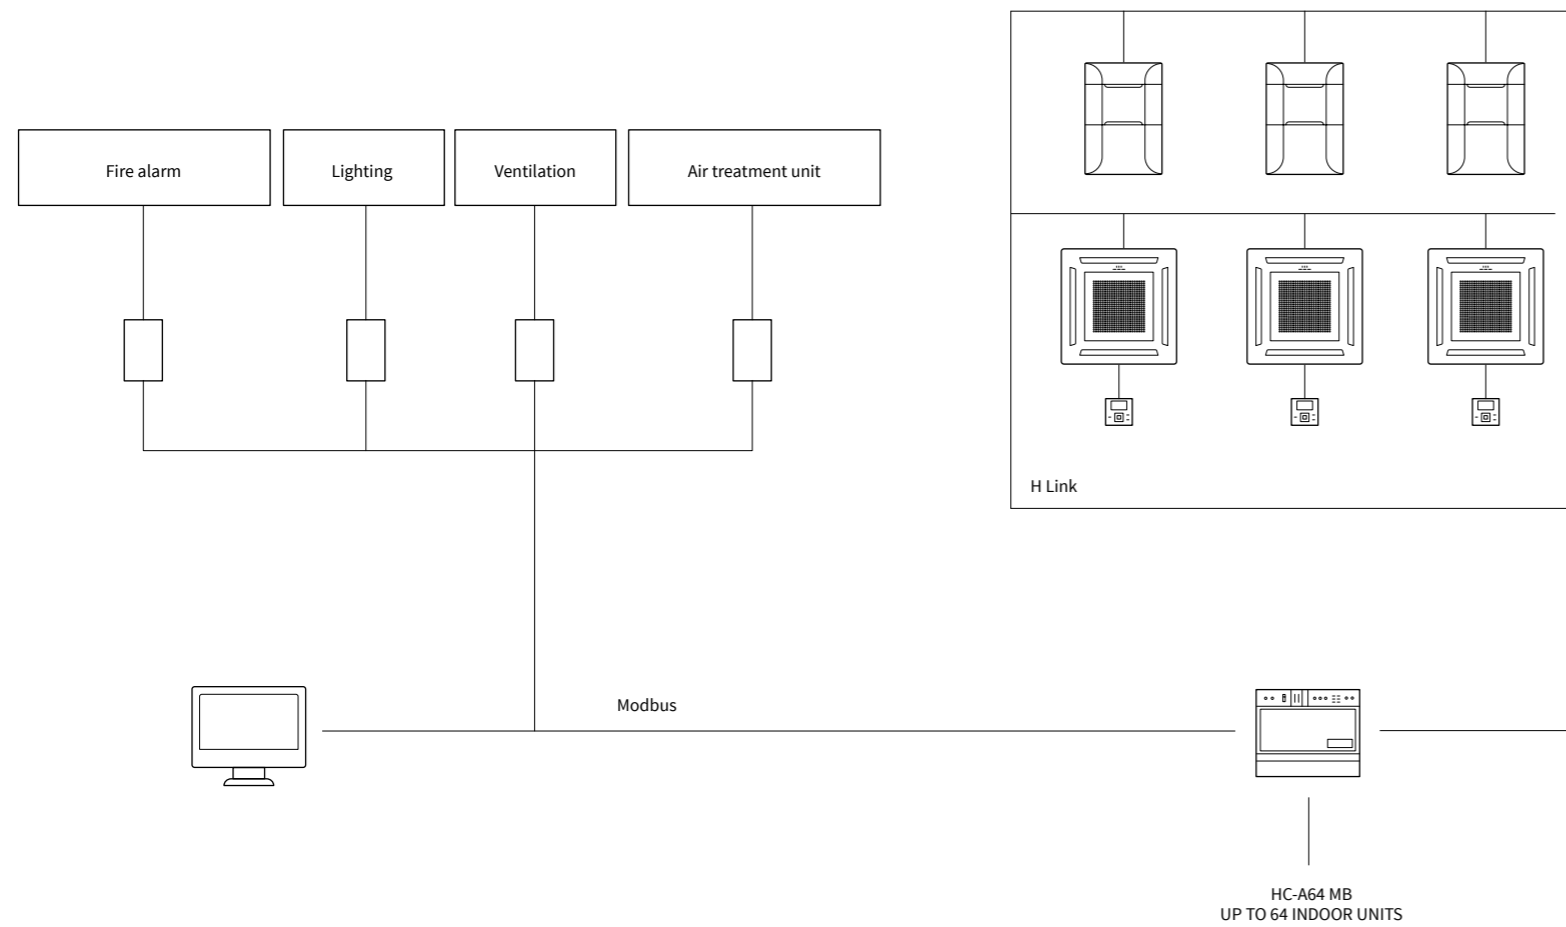 Fire alarm
Lighting
Ventilation
Air treatment unit
H Link
Modbus
HC-A64 MB
UP TO 64 INDOOR UNITS